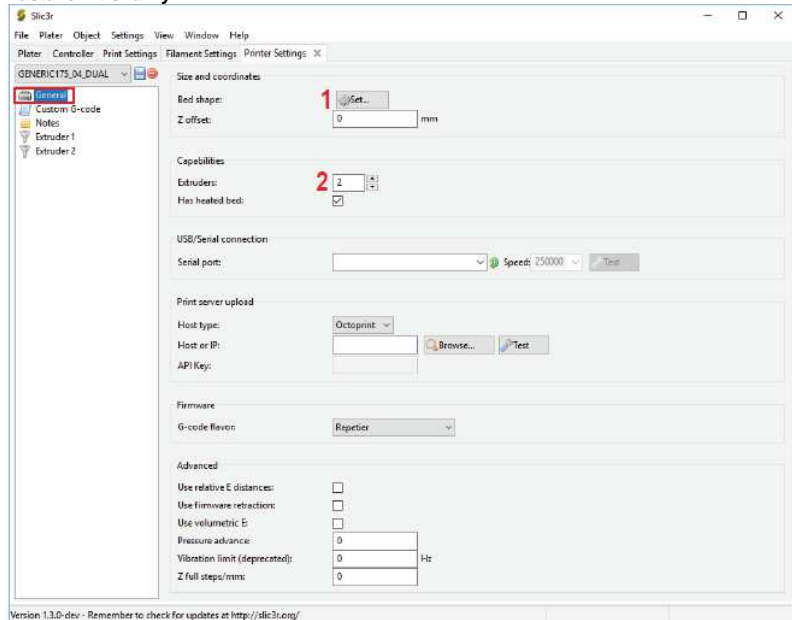 Slic3r
File Plater Object Settings View Window Help
Plater Controller Print Settings Filament Settings Printer Settings
GENERIC175_04_DUAL
General
Custom G-code
Notes
Extruder 1
Extruder 2
Size and coordinates
Bed shape: 1 Set...
Z offset: 0 mm
Capabilities
Extruders: 2 2
Has heated bed:
USB/Serial connection
Serial port: Speed: 250000 Test
Print server upload
Host type: Octoprint
Host or IP: Browse... Test
API Key:
Firmware
G-code flavor: Repetier
Advanced
Use relative E distances:
Use firmware retraction:
Use volumetric E:
Pressure advance: 0
Vibration limit (deprecated): 0 Hz
Z full steps/mm: 0
Version 1.3.0-dev - Remember to check for updates at http://slic3r.org/